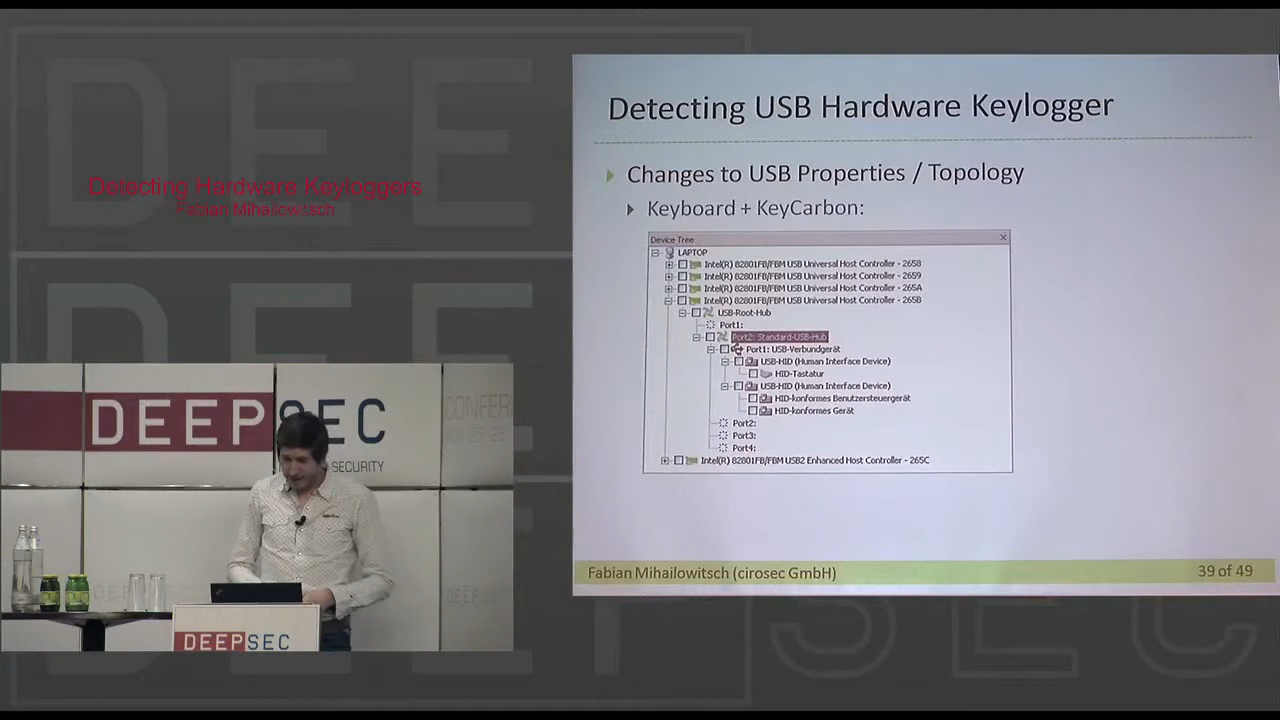 Detecting Hardware Keyloggers
Fabian Mihailowitsch
DEEPSEC
SECURITY
CONFER
DEEPSEC
Detecting USB Hardware Keylogger
Changes to USB Properties / Topology
Keyboard + KeyCarbon:
Device Tree
LAPTOP
Intel(R) 82801FB/FBM USB Universal Host Controller - 2658
Intel(R) 82801FB/FBM USB Universal Host Controller - 2659
Intel(R) 82801FB/FBM USB Universal Host Controller - 265A
Intel(R) 82801FB/FBM USB Universal Host Controller - 265B
USB-Root-Hub
Port1:
Port2: Standard-USB-Hub
Port1: USB-Verbundgerät
USB-HID (Human Interface Device)
HID-Tastatur
USB-HID (Human Interface Device)
HID-konformes Benutzersteuergerät
HID-konformes Gerät
Port2:
Port3:
Port4:
Intel(R) 82801FB/FBM USB2 Enhanced Host Controller - 265C
Fabian Mihailowitsch (cirosec GmbH)
39 of 49